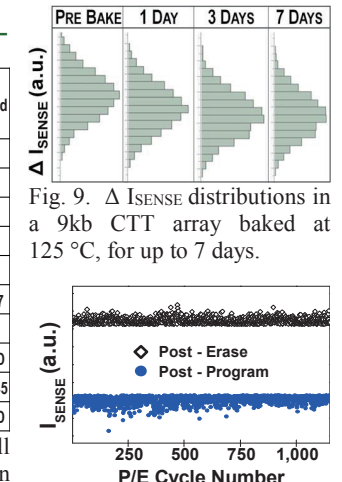 PRE BAKE 1 DAY 3 DAYS 7 DAYS
Δ ISENSE (a.u.)
Fig. 9. Δ ISENSE distributions in
a 9kb CTT array baked at
125 °C, for up to 7 days.
ISENSE (a.u.)
Post - Erase
Post - Program
250 500 750 1,000
P/E Cycle Number